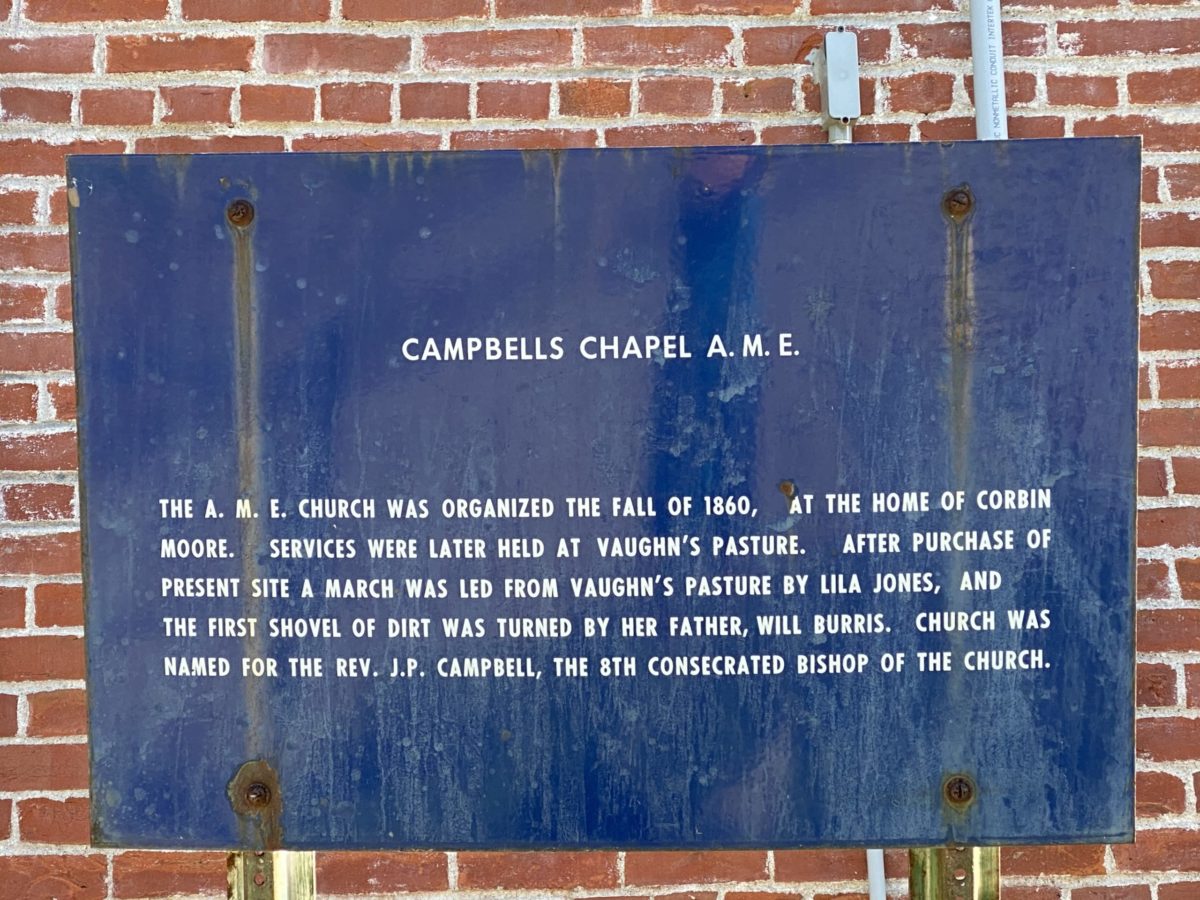 NONMETALLIC CONDUIT INTERTEK
CAMPBELLS CHAPEL A. M. E.
THE A. M. E. CHURCH WAS ORGANIZED THE FALL OF 1860, AT THE HOME OF CORBIN
MOORE. SERVICES WERE LATER HELD AT VAUGHN'S PASTURE. AFTER PURCHASE OF
PRESENT SITE A MARCH WAS LED FROM VAUGHN'S PASTURE BY LILA JONES, AND
THE FIRST SHOVEL OF DIRT WAS TURNED BY HER FATHER, WILL BURRIS. CHURCH WAS
NAMED FOR THE REV. J.P. CAMPBELL, THE 8TH CONSECRATED BISHOP OF THE CHURCH.